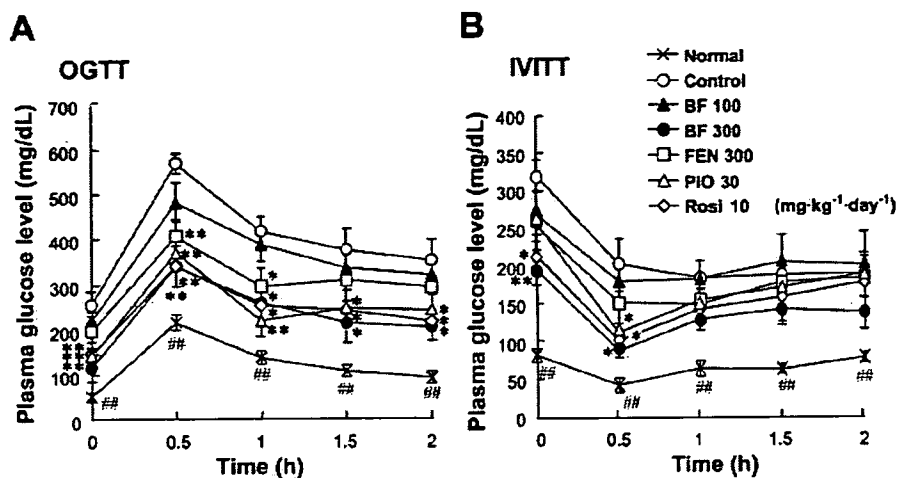 A
OGTT
Plasma glucose level (mg/dL)
700
600
500
400
300
200
100
0
** ** ** **
##
**
**
**
##
*
*
*
**
##
*
*
*
##
*
*
*
##
0 0.5 1 1.5 2
Time (h)
B
IVITT
Normal
Control
BF 100
BF 300
FEN 300
PIO 30
Rosi 10 (mg·kg⁻¹·day⁻¹)
Plasma glucose level (mg/dL)
400
350
300
250
200
150
100
50
0
*
**
##
*
*
*
##
##
##
##
0 0.5 1 1.5 2
Time (h)